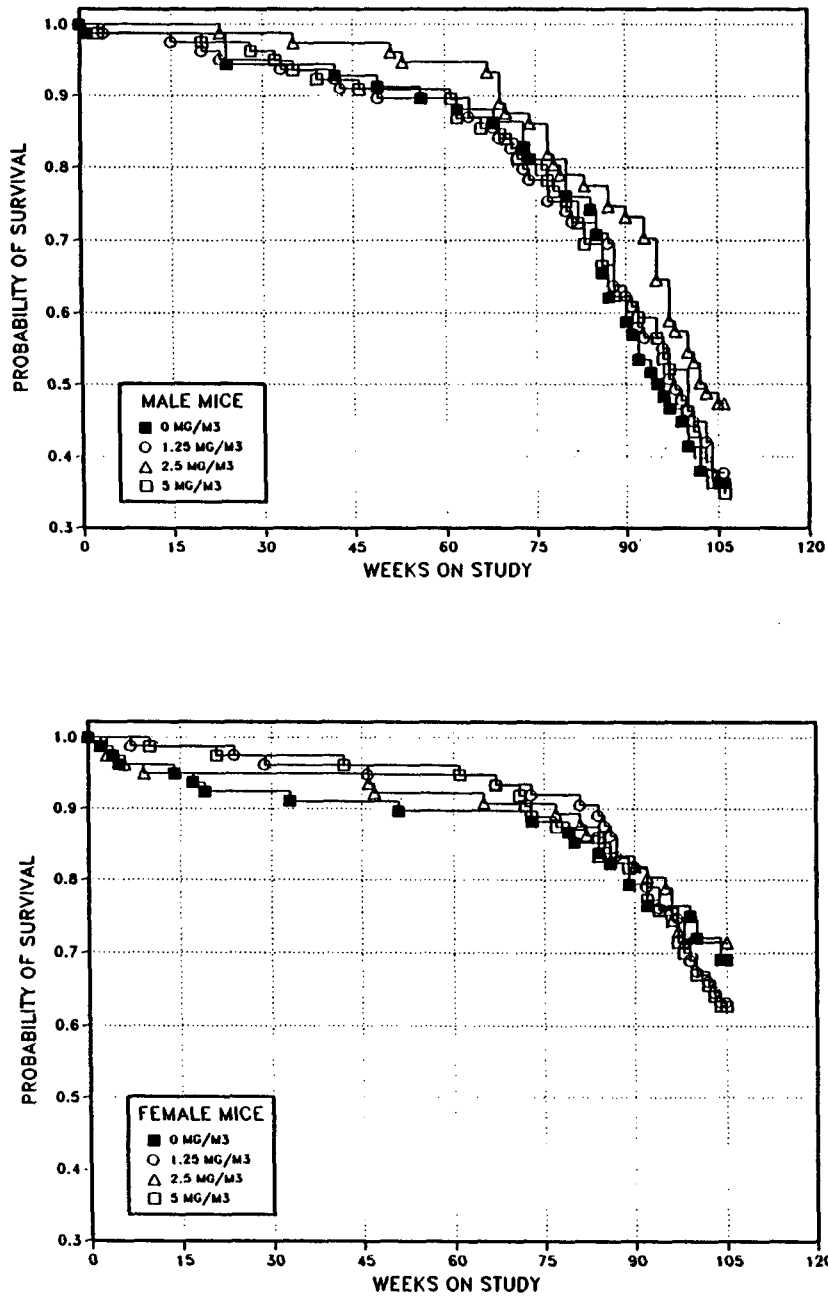 1.0
0.9
0.8
0.7
0.6
0.5
0.4
0.3
PROBABILITY OF SURVIVAL
MALE MICE
0 MG/M3
1.25 MG/M3
2.5 MG/M3
5 MG/M3
0 15 30 45 60 75 90 105 120
WEEKS ON STUDY
1.0
0.9
0.8
0.7
0.6
0.5
0.4
0.3
PROBABILITY OF SURVIVAL
FEMALE MICE
0 MG/M3
1.25 MG/M3
2.5 MG/M3
5 MG/M3
0 15 30 45 60 75 90 105 120
WEEKS ON STUDY